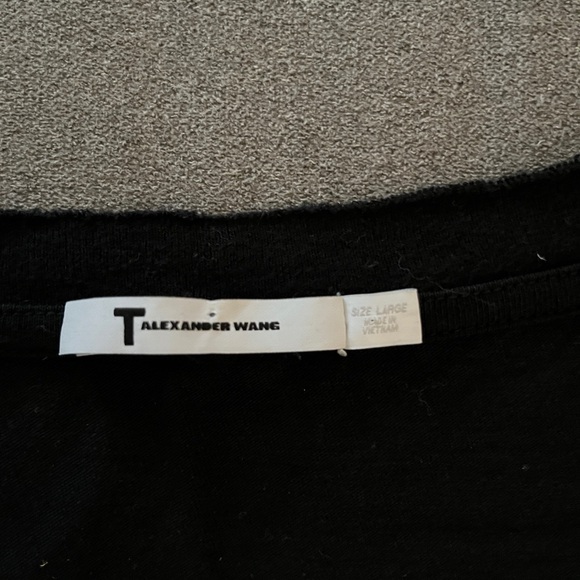 T ALEXANDER WANG
SIZE LARGE
MADE IN
VIETNAM